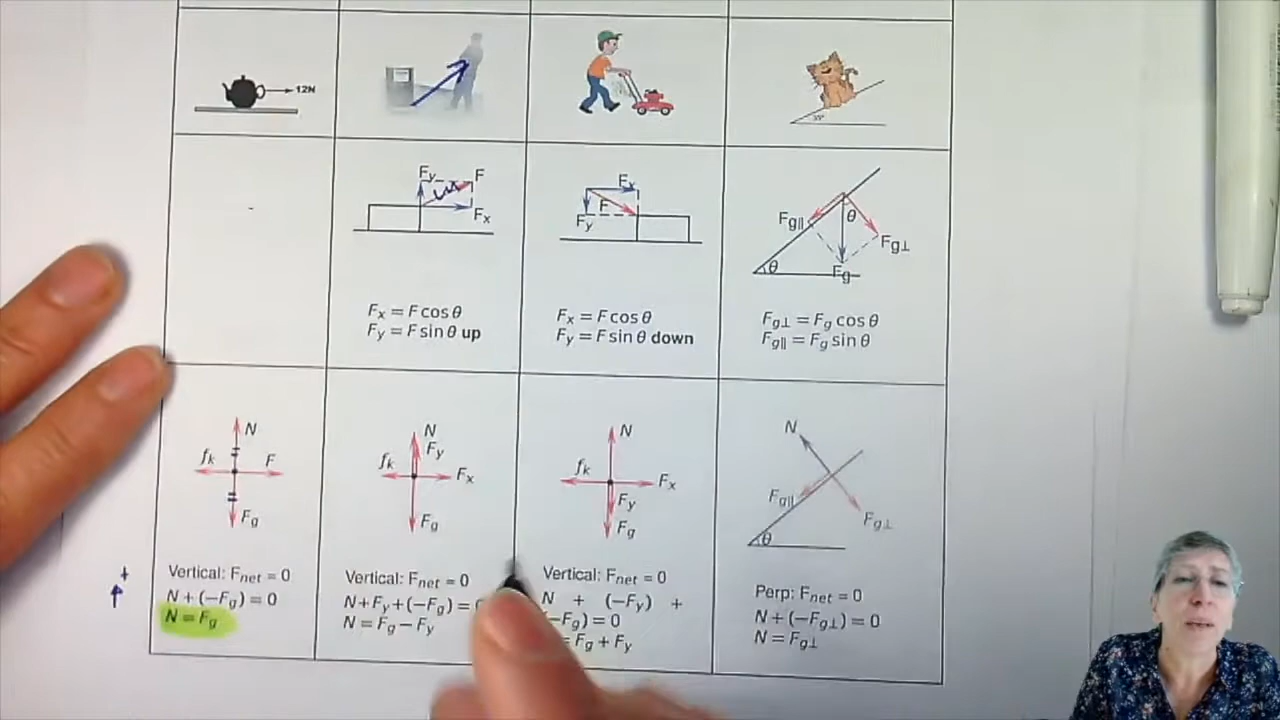 12N
35°
Fy F
Fx
Fx = F cos θ
Fy = F sin θ up
Fx
F
Fy
Fx = F cos θ
Fy = F sin θ down
Fg∥
θ
Fg⊥
θ
Fg
Fg⊥ = Fg cos θ
Fg∥ = Fg sin θ
N
fk F
Fg
+
Vertical: Fnet = 0
N + (−Fg) = 0
N = Fg
N
Fy
fk Fx
Fg
Vertical: Fnet = 0
N + Fy + (−Fg) =
N = Fg − Fy
N
fk Fx
Fy
Fg
Vertical: Fnet = 0
N + (−Fy) +
(−Fg) = 0
= Fg + Fy
N
Fg∥
Fg⊥
θ
Perp: Fnet = 0
N + (−Fg⊥) = 0
N = Fg⊥